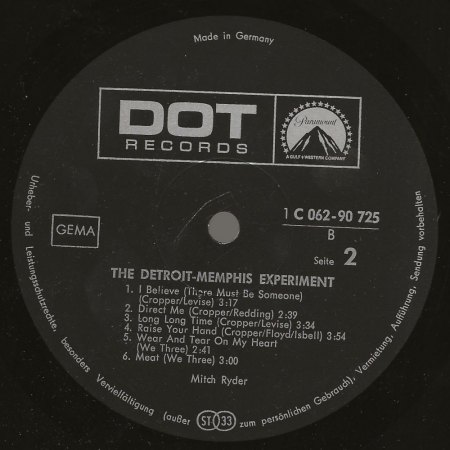 Made in Germany
DOT
RECORDS
Paramount
A GULF+WESTERN COMPANY
1 C 062-90 725
B
GEMA
Seite 2
THE DETROIT-MEMPHIS EXPERIMENT
1. I Believe (There Must Be Someone)
(Cropper/Levise) 3:17
2. Direct Me (Cropper/Redding) 2:39
3. Long Long Time (Cropper/Levise) 3:34
4. Raise Your Hand (Cropper/Floyd/Isbell) 3:54
5. Wear And Tear On My Heart
(We Three) 2:41
6. Meat (We Three) 3:00
Mitch Ryder
Urheber- und Leistungsschutzrechte, besonders Vervielfältigung (außer zum persönlichen Gebrauch), Vermietung, Aufführung, Sendung vorbehalten
ST 33